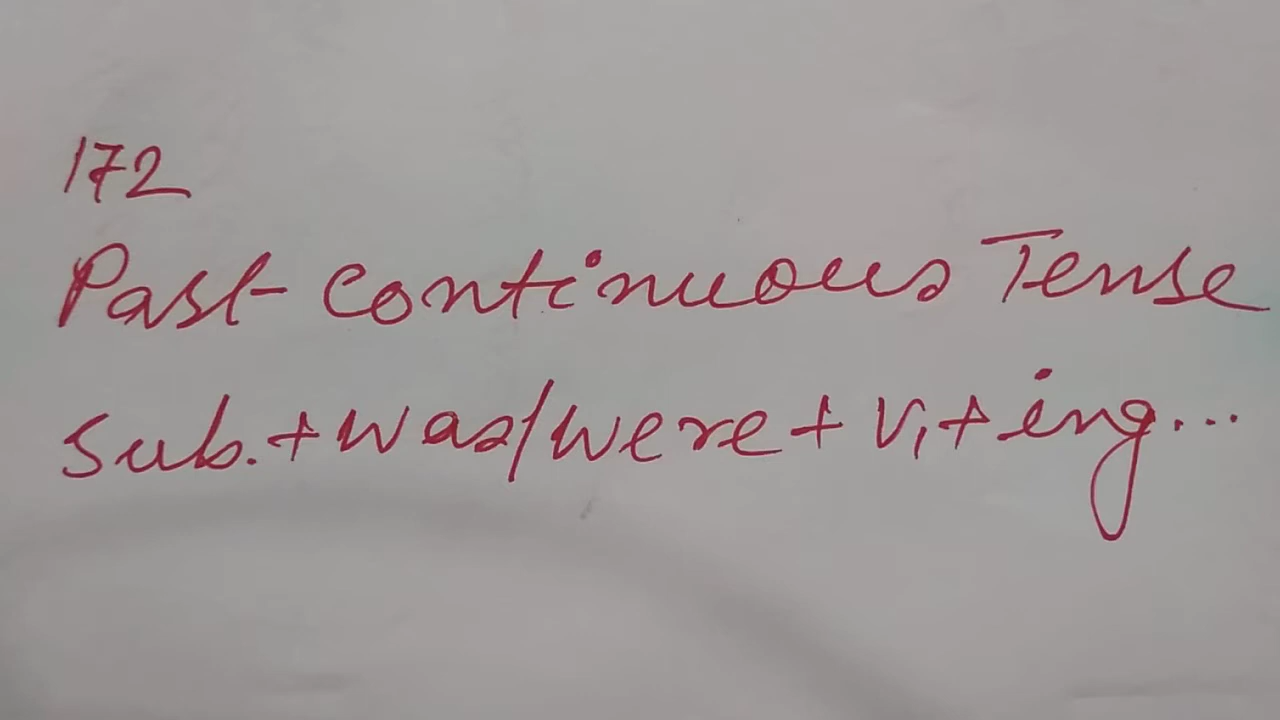 172
Past Continuous Tense
Sub. + was/were + V₁ + ing...